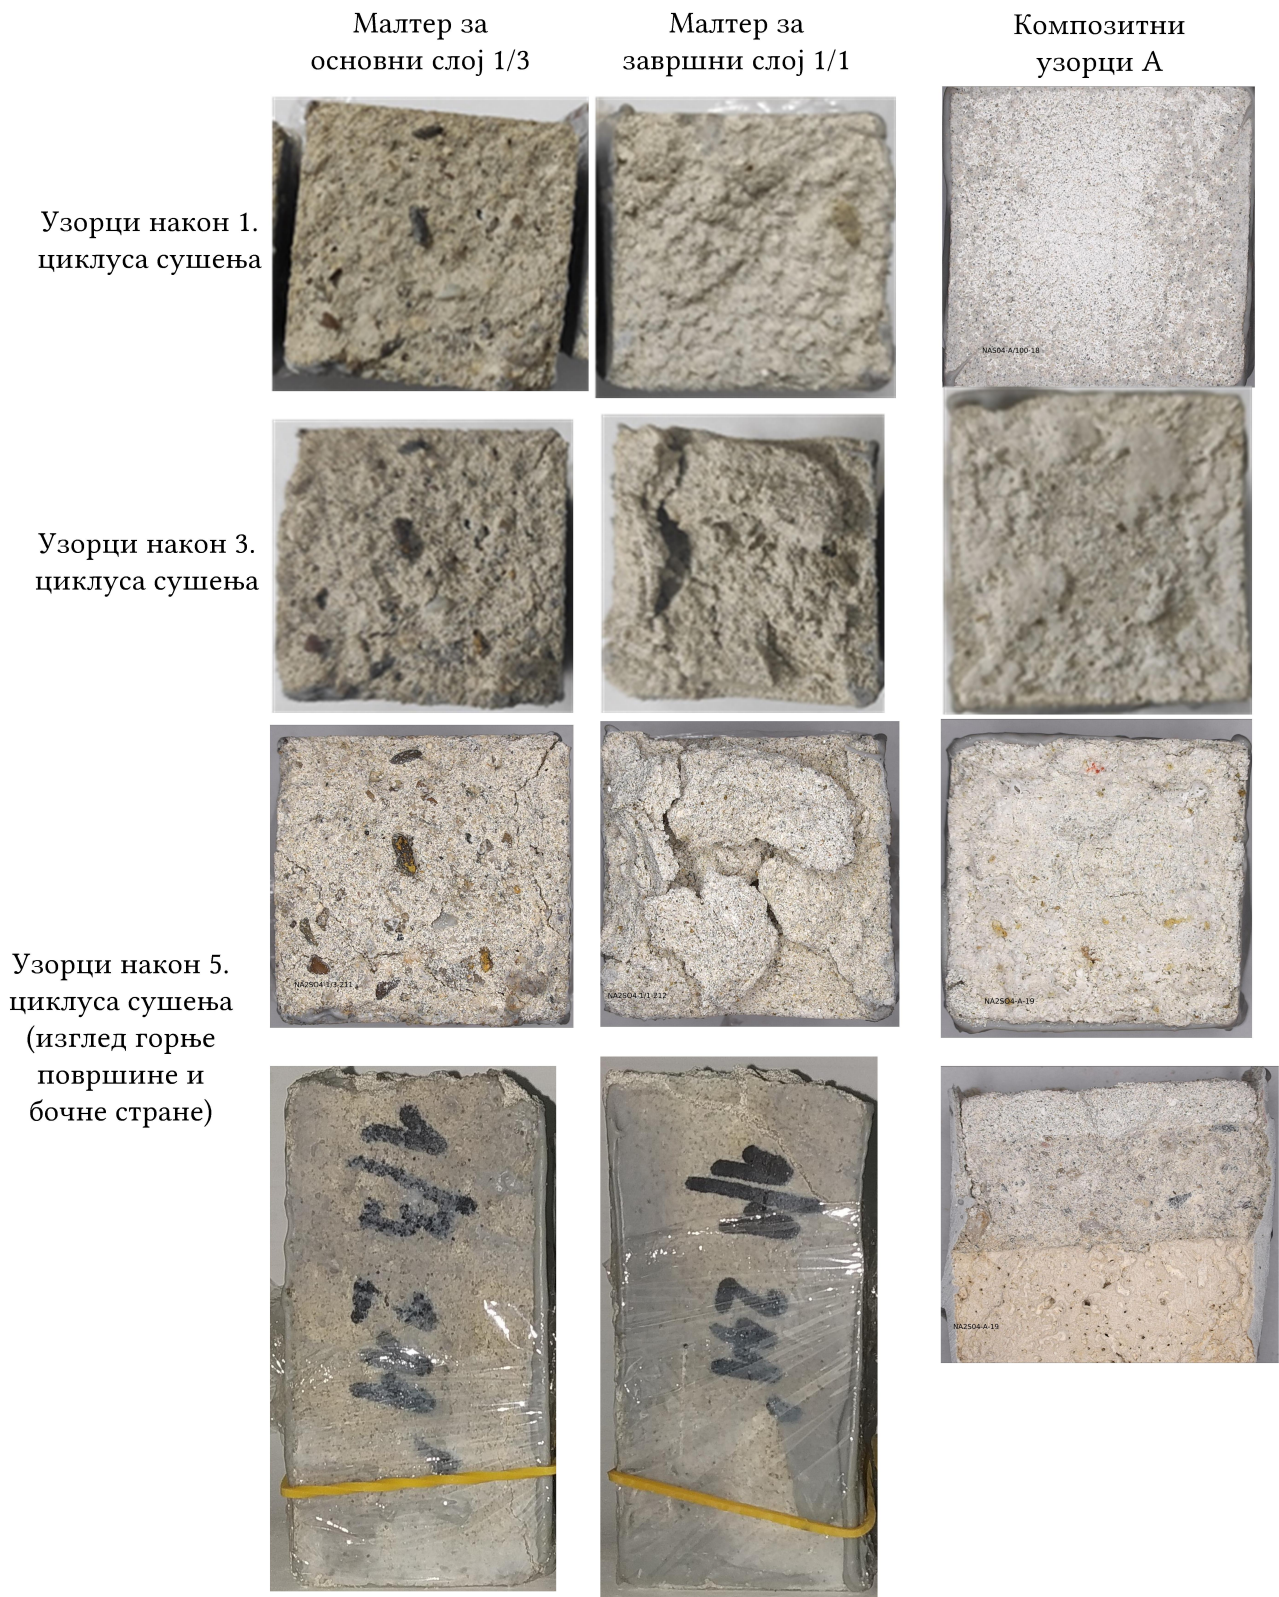 Малтер за
основни слој 1/3
Малтер за
завршни слој 1/1
Композитни
узорци А
Узорци након 1.
циклуса сушења
NAS04-A/100-18
Узорци након 3.
циклуса сушења
Узорци након 5.
циклуса сушења
(изглед горње
површине и
бочне стране)
NA2SO4-1/3-211
NA2SO4-1/1-212
NA2SO4-A-19
1/3
1/1
NA2S04-A-19